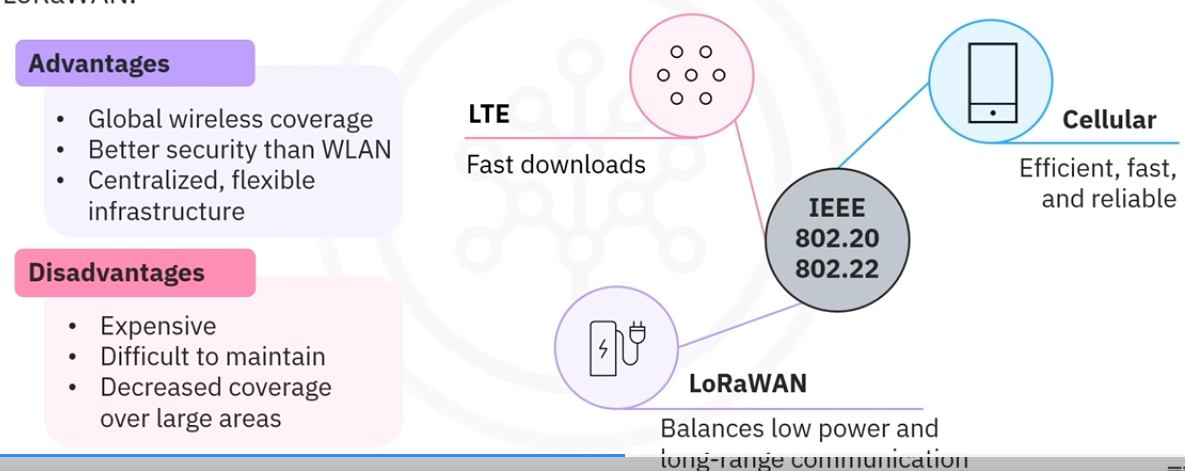 LoRaWAN.
Advantages
• Global wireless coverage
• Better security than WLAN
• Centralized, flexible
infrastructure
Disadvantages
• Expensive
• Difficult to maintain
• Decreased coverage
over large areas
LTE
Fast downloads
Cellular
Efficient, fast,
and reliable
IEEE
802.20
802.22
LoRaWAN
Balances low power and
long-range communication